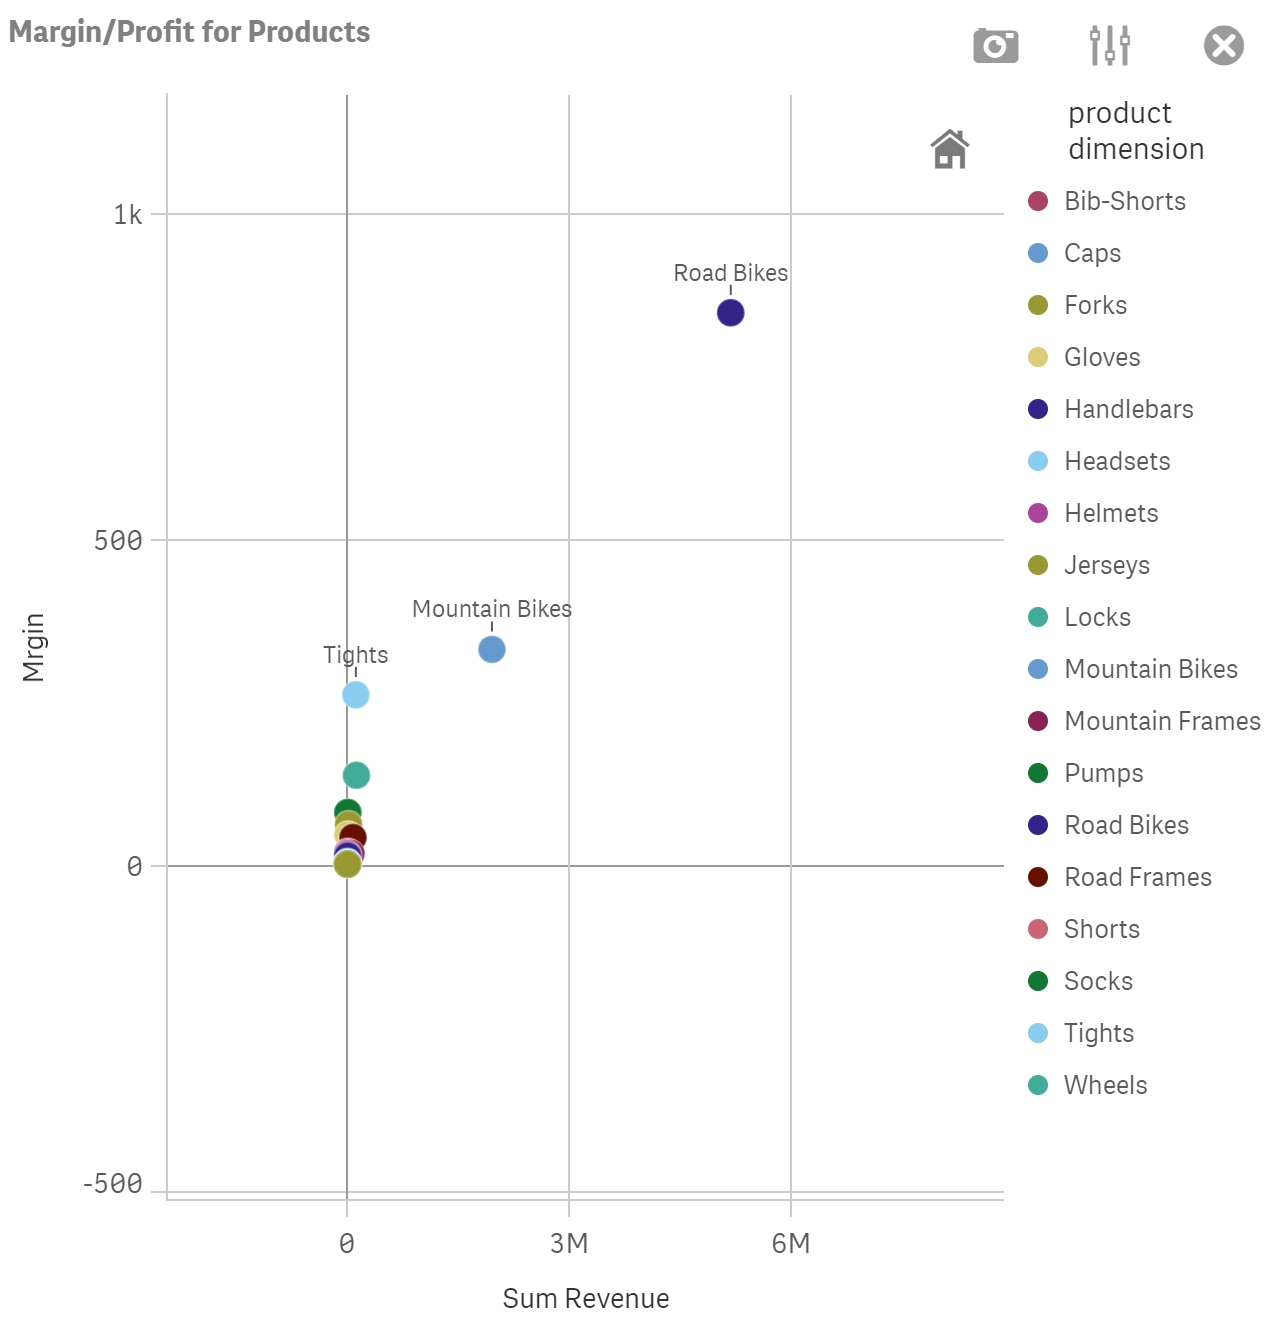 Margin/Profit for Products
product
dimension
Bib-Shorts
Caps
Forks
Gloves
Handlebars
Headsets
Helmets
Jerseys
Locks
Mountain Bikes
Mountain Frames
Pumps
Road Bikes
Road Frames
Shorts
Socks
Tights
Wheels
1k
500
0
-500
Mrgin
Road Bikes
Mountain Bikes
Tights
0
3M
6M
Sum Revenue